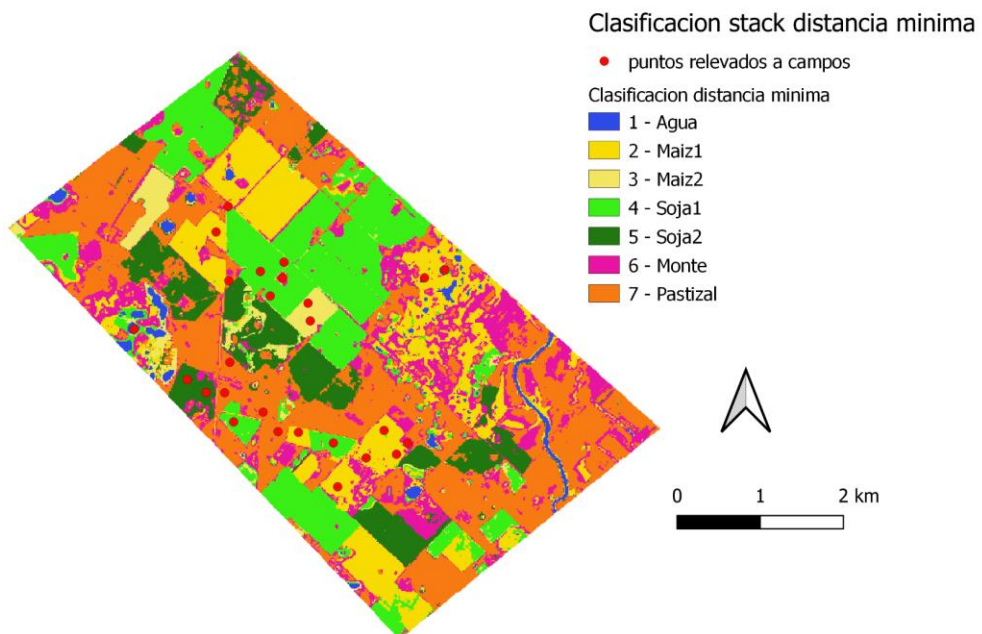 Clasificacion stack distancia minima
puntos relevados a campos
Clasificacion distancia minima
1 - Agua
2 - Maiz1
3 - Maiz2
4 - Soja1
5 - Soja2
6 - Monte
7 - Pastizal
0 1 2 km